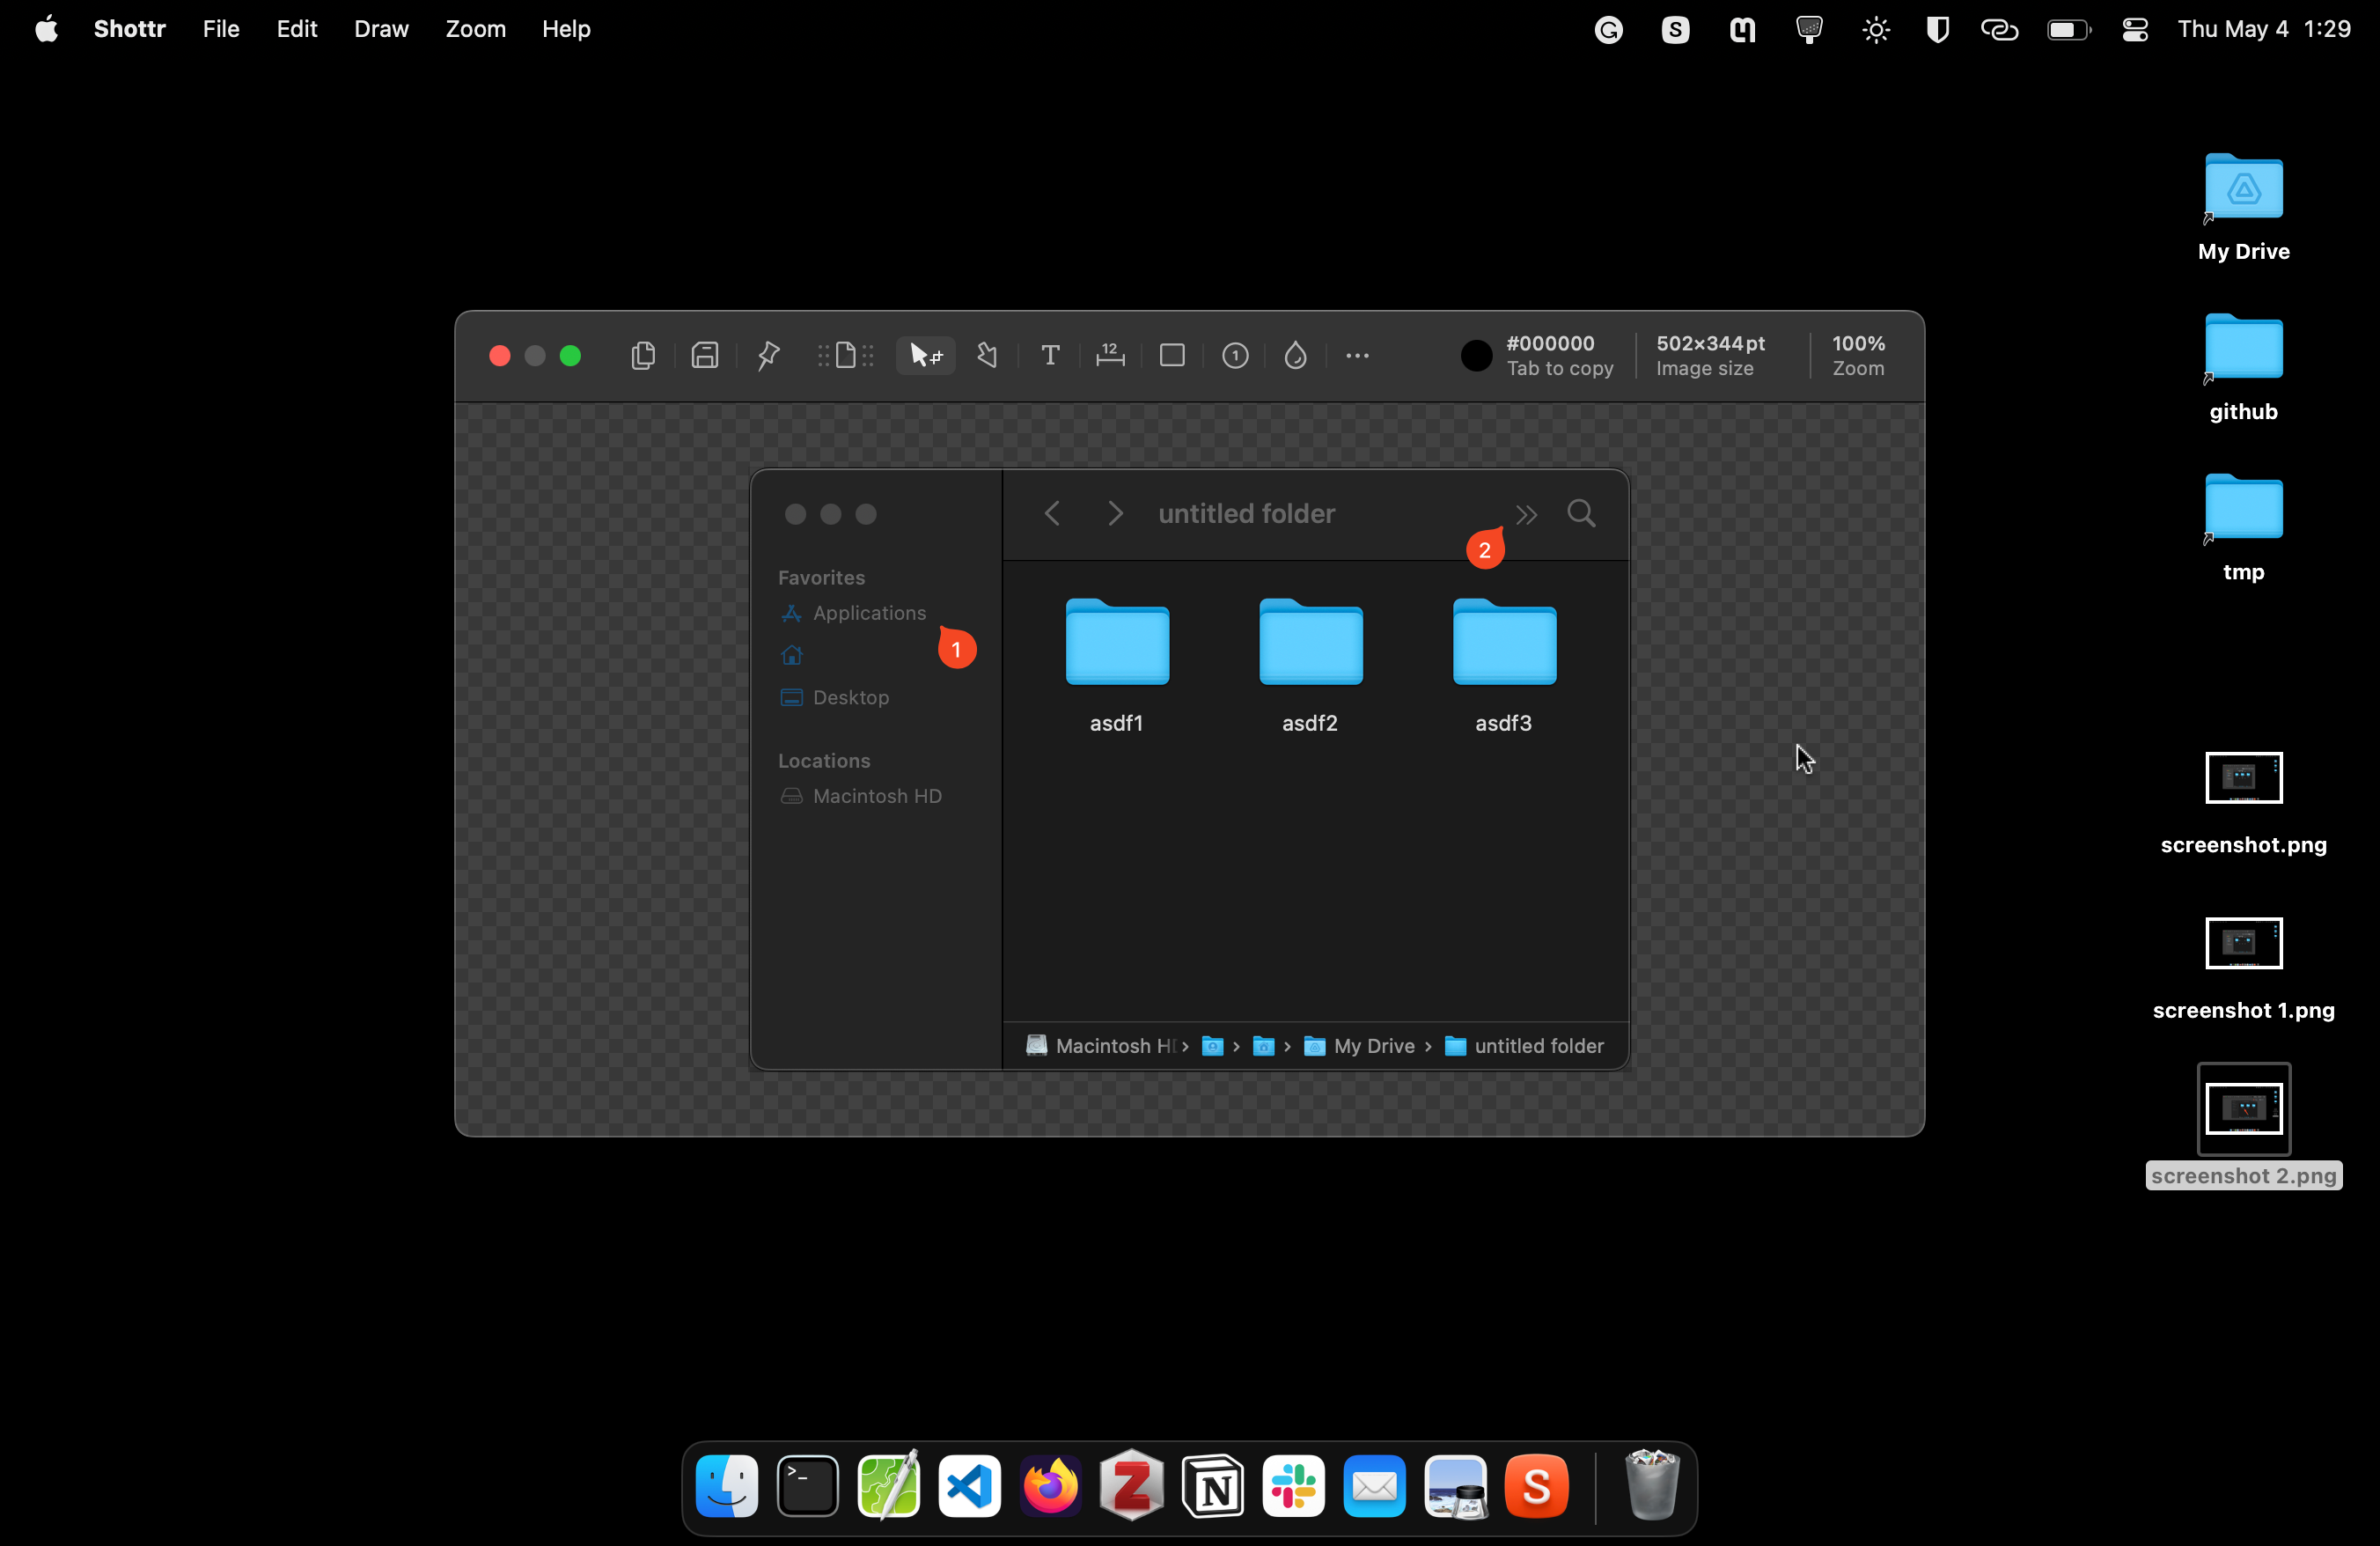 Shottr File Edit Draw Zoom Help Thu May 4 1:29
My Drive
github
tmp
screenshot.png
screenshot 1.png
screenshot 2.png
12
T
1
#000000
Tab to copy
502×344pt
Image size
100%
Zoom
untitled folder
2
Favorites
Applications
1
Desktop
Locations
Macintosh HD
asdf1 asdf2 asdf3
Macintosh H › › › My Drive › untitled folder
>_
Z
N
S